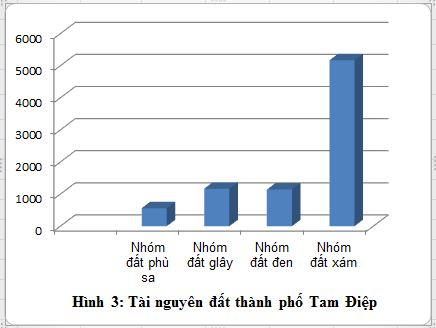 6000
5000
4000
3000
2000
1000
0
Nhóm đất phù sa
Nhóm đất glây
Nhóm đất đen
Nhóm đất xám
Hình 3: Tài nguyên đất thành phố Tam Điệp